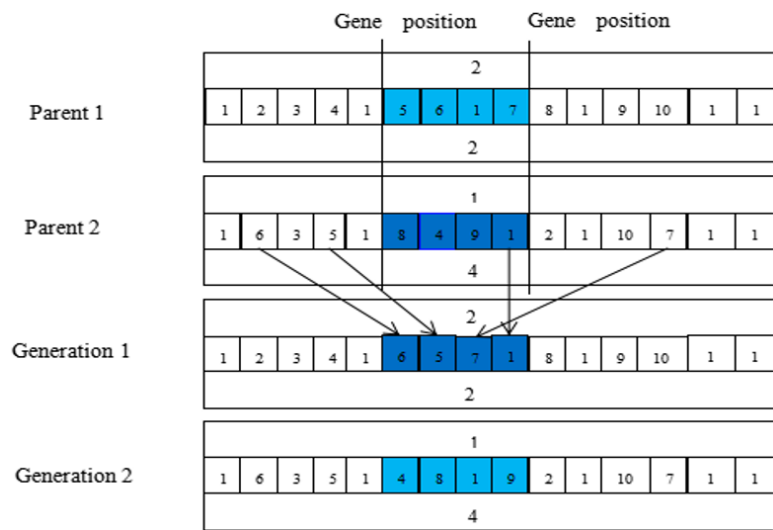 Gene position Gene position
2
Parent 1 1 2 3 4 1 5 6 1 7 8 1 9 10 1 1
2
1
Parent 2 1 6 3 5 1 8 4 9 1 2 1 10 7 1 1
4
2
Generation 1 1 2 3 4 1 6 5 7 1 8 1 9 10 1 1
2
1
Generation 2 1 6 3 5 1 4 8 1 9 2 1 10 7 1 1
4